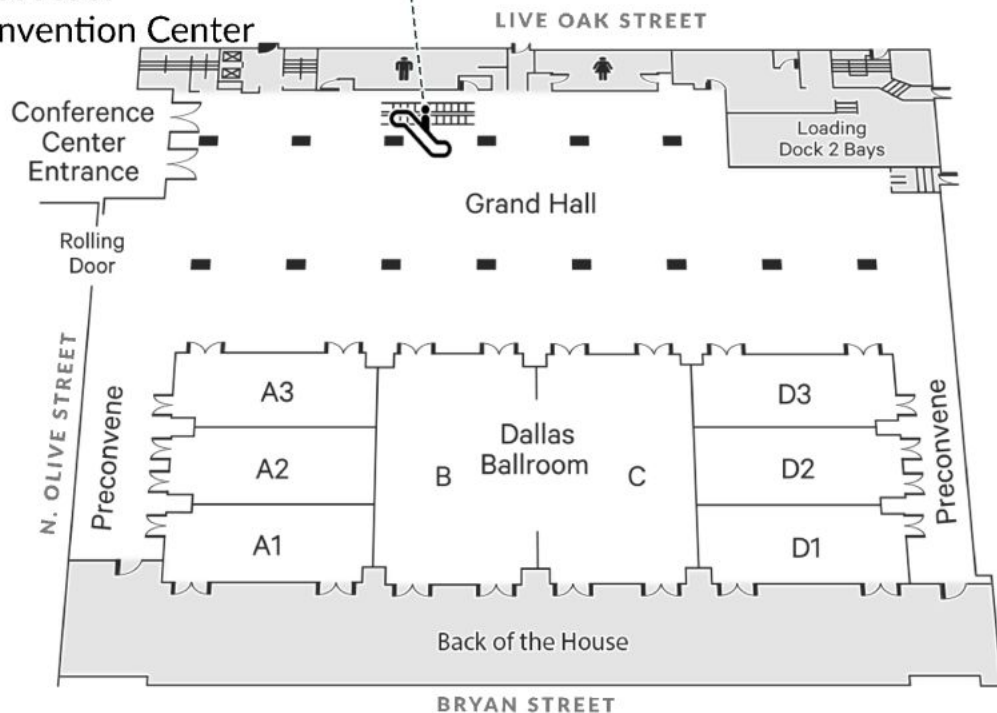 LIVE OAK STREET
nvention Center
Conference
Center
Entrance
Loading
Dock 2 Bays
Grand Hall
Rolling
Door
N. OLIVE STREET
Preconvene
A3
A2
A1
Dallas
Ballroom
B
C
D3
D2
D1
Preconvene
Back of the House
BRYAN STREET